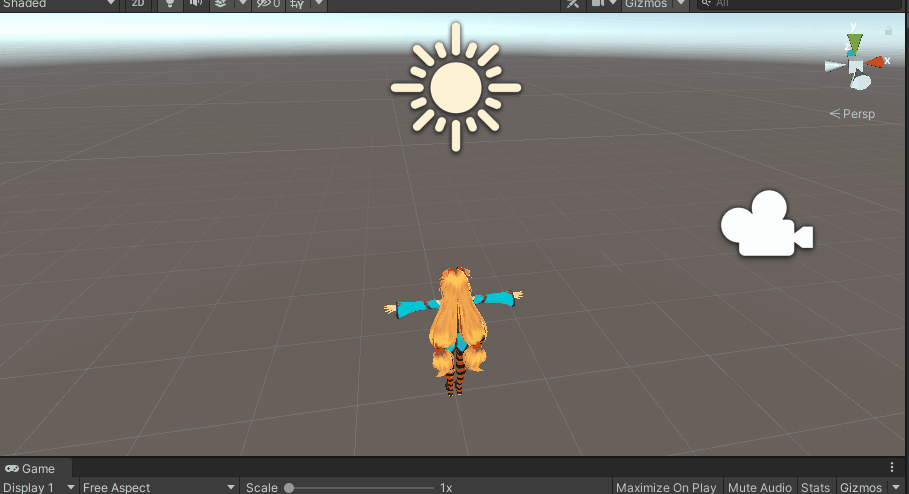 Shaded 2D 0 Gizmos All
y
z x
Persp
Game
Display 1 Free Aspect Scale 1x Maximize On Play Mute Audio Stats Gizmos